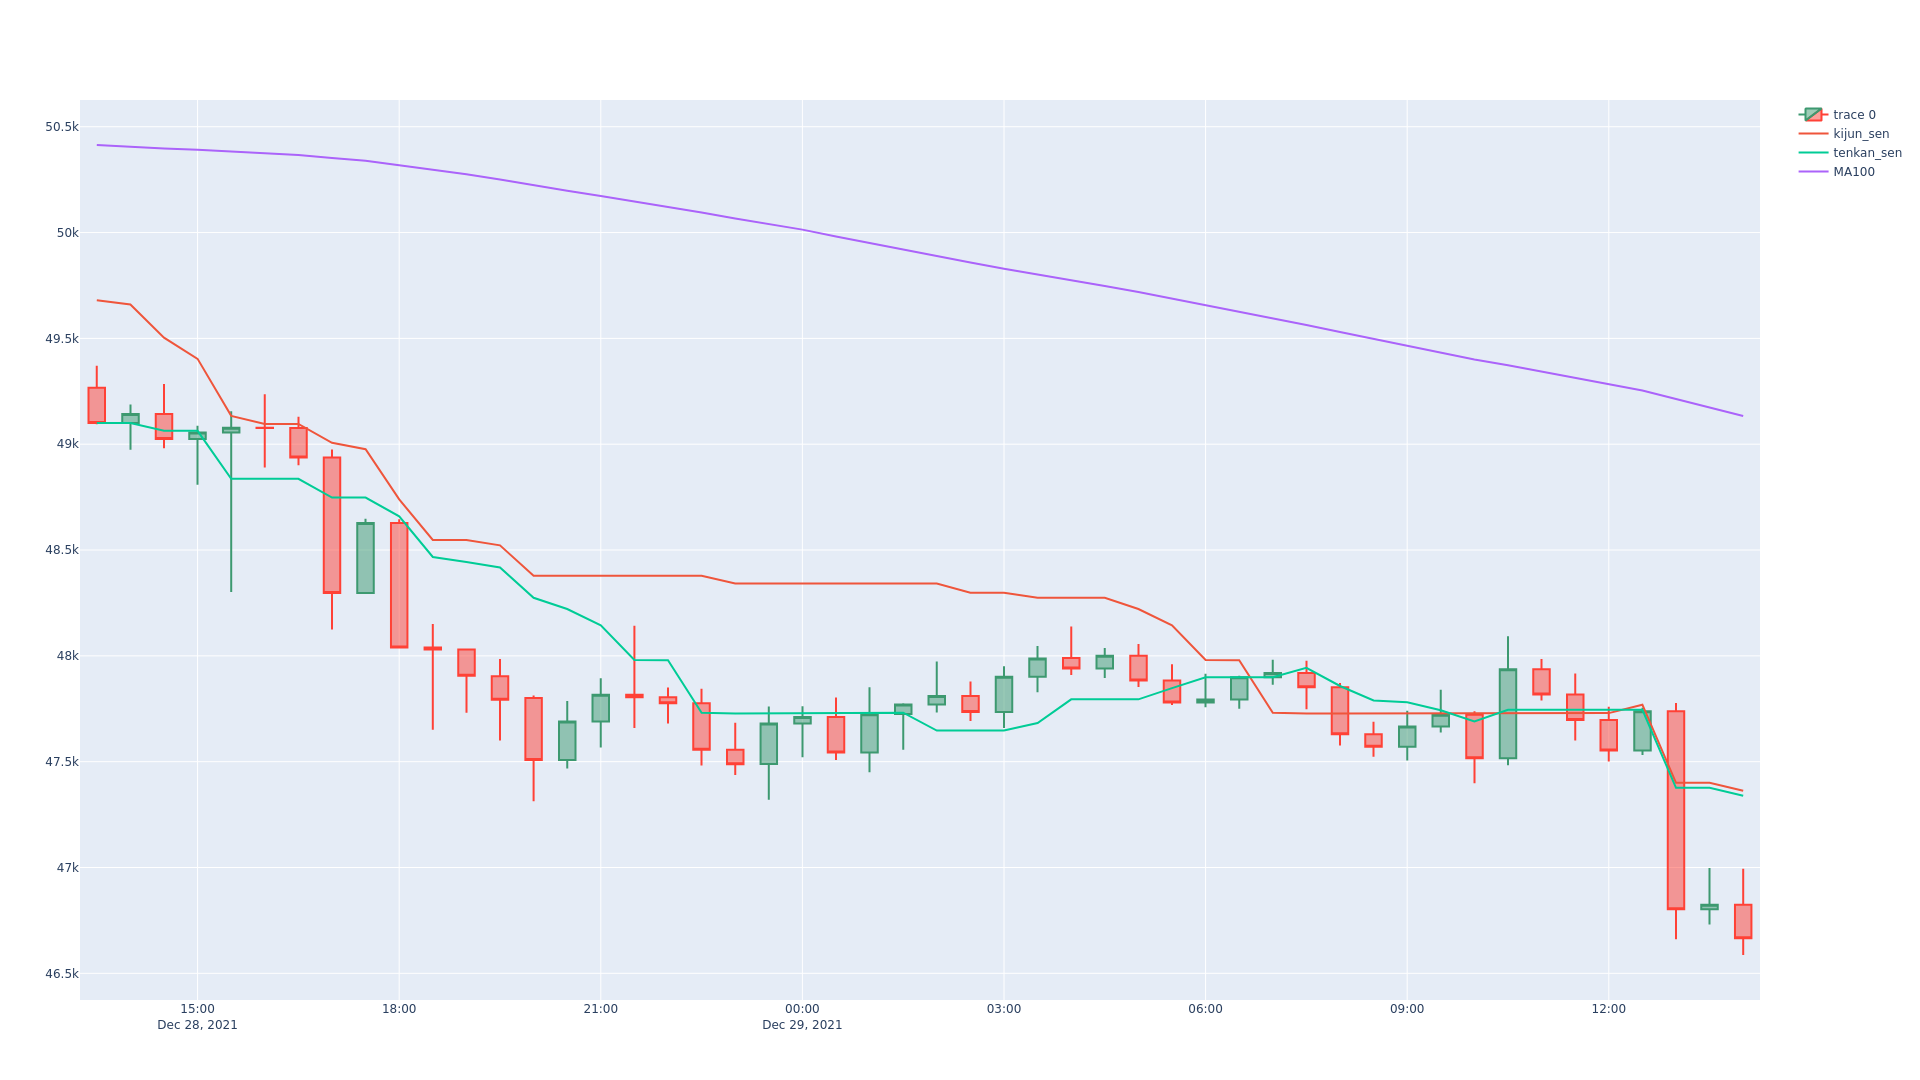 50.5k
50k
49.5k
49k
48.5k
48k
47.5k
47k
46.5k
15:00
Dec 28, 2021
18:00
21:00
00:00
Dec 29, 2021
03:00
06:00
09:00
12:00
trace 0
kijun_sen
tenkan_sen
MA100